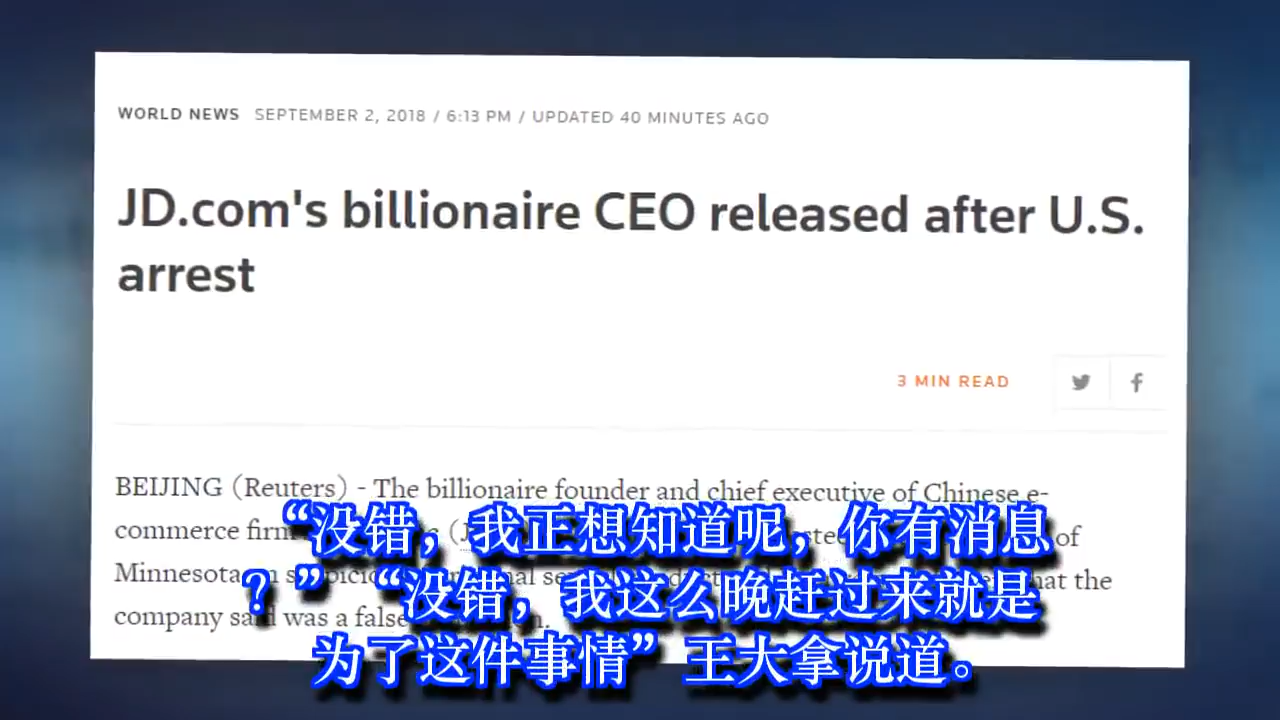 WORLD NEWS SEPTEMBER 2, 2018 / 6:13 PM / UPDATED 40 MINUTES AGO
JD.com's billionaire CEO released after U.S.
arrest
3 MIN READ
BEIJING (Reuters) - The billionaire founder and chief executive of Chinese e-
commerce of
Minnesota that the
company said was a false
“没错，我正想知道呢，你有消息
？”“没错，我这么晚赶过来就是
为了这件事情”王大拿说道。